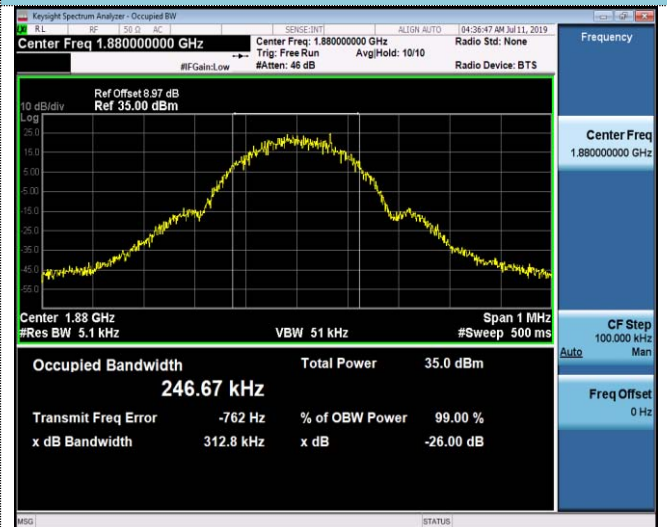 Keysight Spectrum Analyzer - Occupied BW
RL RF 50 Ω AC SENSE:INT ALIGN AUTO 04:36:47 AM Jul 11, 2019
Center Freq 1.880000000 GHz
Center Freq: 1.880000000 GHz Radio Std: None
Trig: Free Run Avg|Hold: 10/10
#IFGain:Low #Atten: 46 dB Radio Device: BTS
Frequency
Ref Offset 8.97 dB
10 dB/div Ref 35.00 dBm
Log
25.0
15.0
5.00
-5.00
-15.0
-25.0
-35.0
-45.0
-55.0
Center 1.88 GHz Span 1 MHz
#Res BW 5.1 kHz VBW 51 kHz #Sweep 500 ms
Occupied Bandwidth Total Power 35.0 dBm
246.67 kHz
Transmit Freq Error -762 Hz % of OBW Power 99.00 %
x dB Bandwidth 312.8 kHz x dB -26.00 dB
Center Freq
1.880000000 GHz
CF Step
100.000 kHz
Auto Man
Freq Offset
0 Hz
MSG STATUS